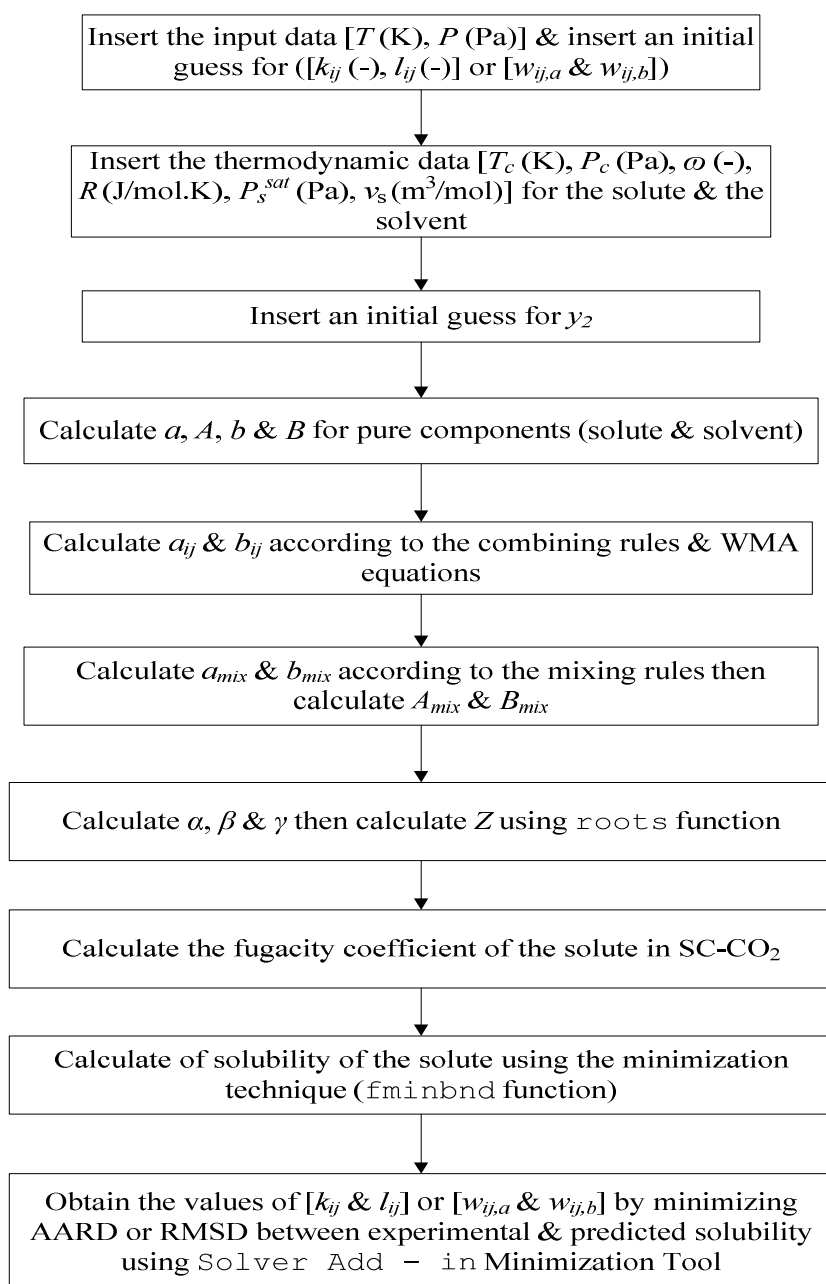 Insert the input data [T (K), P (Pa)] & insert an initial
guess for ([kij (-), lij (-)] or [wij,a & wij,b])
Insert the thermodynamic data [Tc (K), Pc (Pa), ω (-),
R (J/mol.K), Ps^sat (Pa), vs (m³/mol)] for the solute & the
solvent
Insert an initial guess for y₂
Calculate a, A, b & B for pure components (solute & solvent)
Calculate aij & bij according to the combining rules & WMA
equations
Calculate amix & bmix according to the mixing rules then
calculate Amix & Bmix
Calculate α, β & γ then calculate Z using roots function
Calculate the fugacity coefficient of the solute in SC-CO₂
Calculate of solubility of the solute using the minimization
technique (fminbnd function)
Obtain the values of [kij & lij] or [wij,a & wij,b] by minimizing
AARD or RMSD between experimental & predicted solubility
using Solver Add - in Minimization Tool